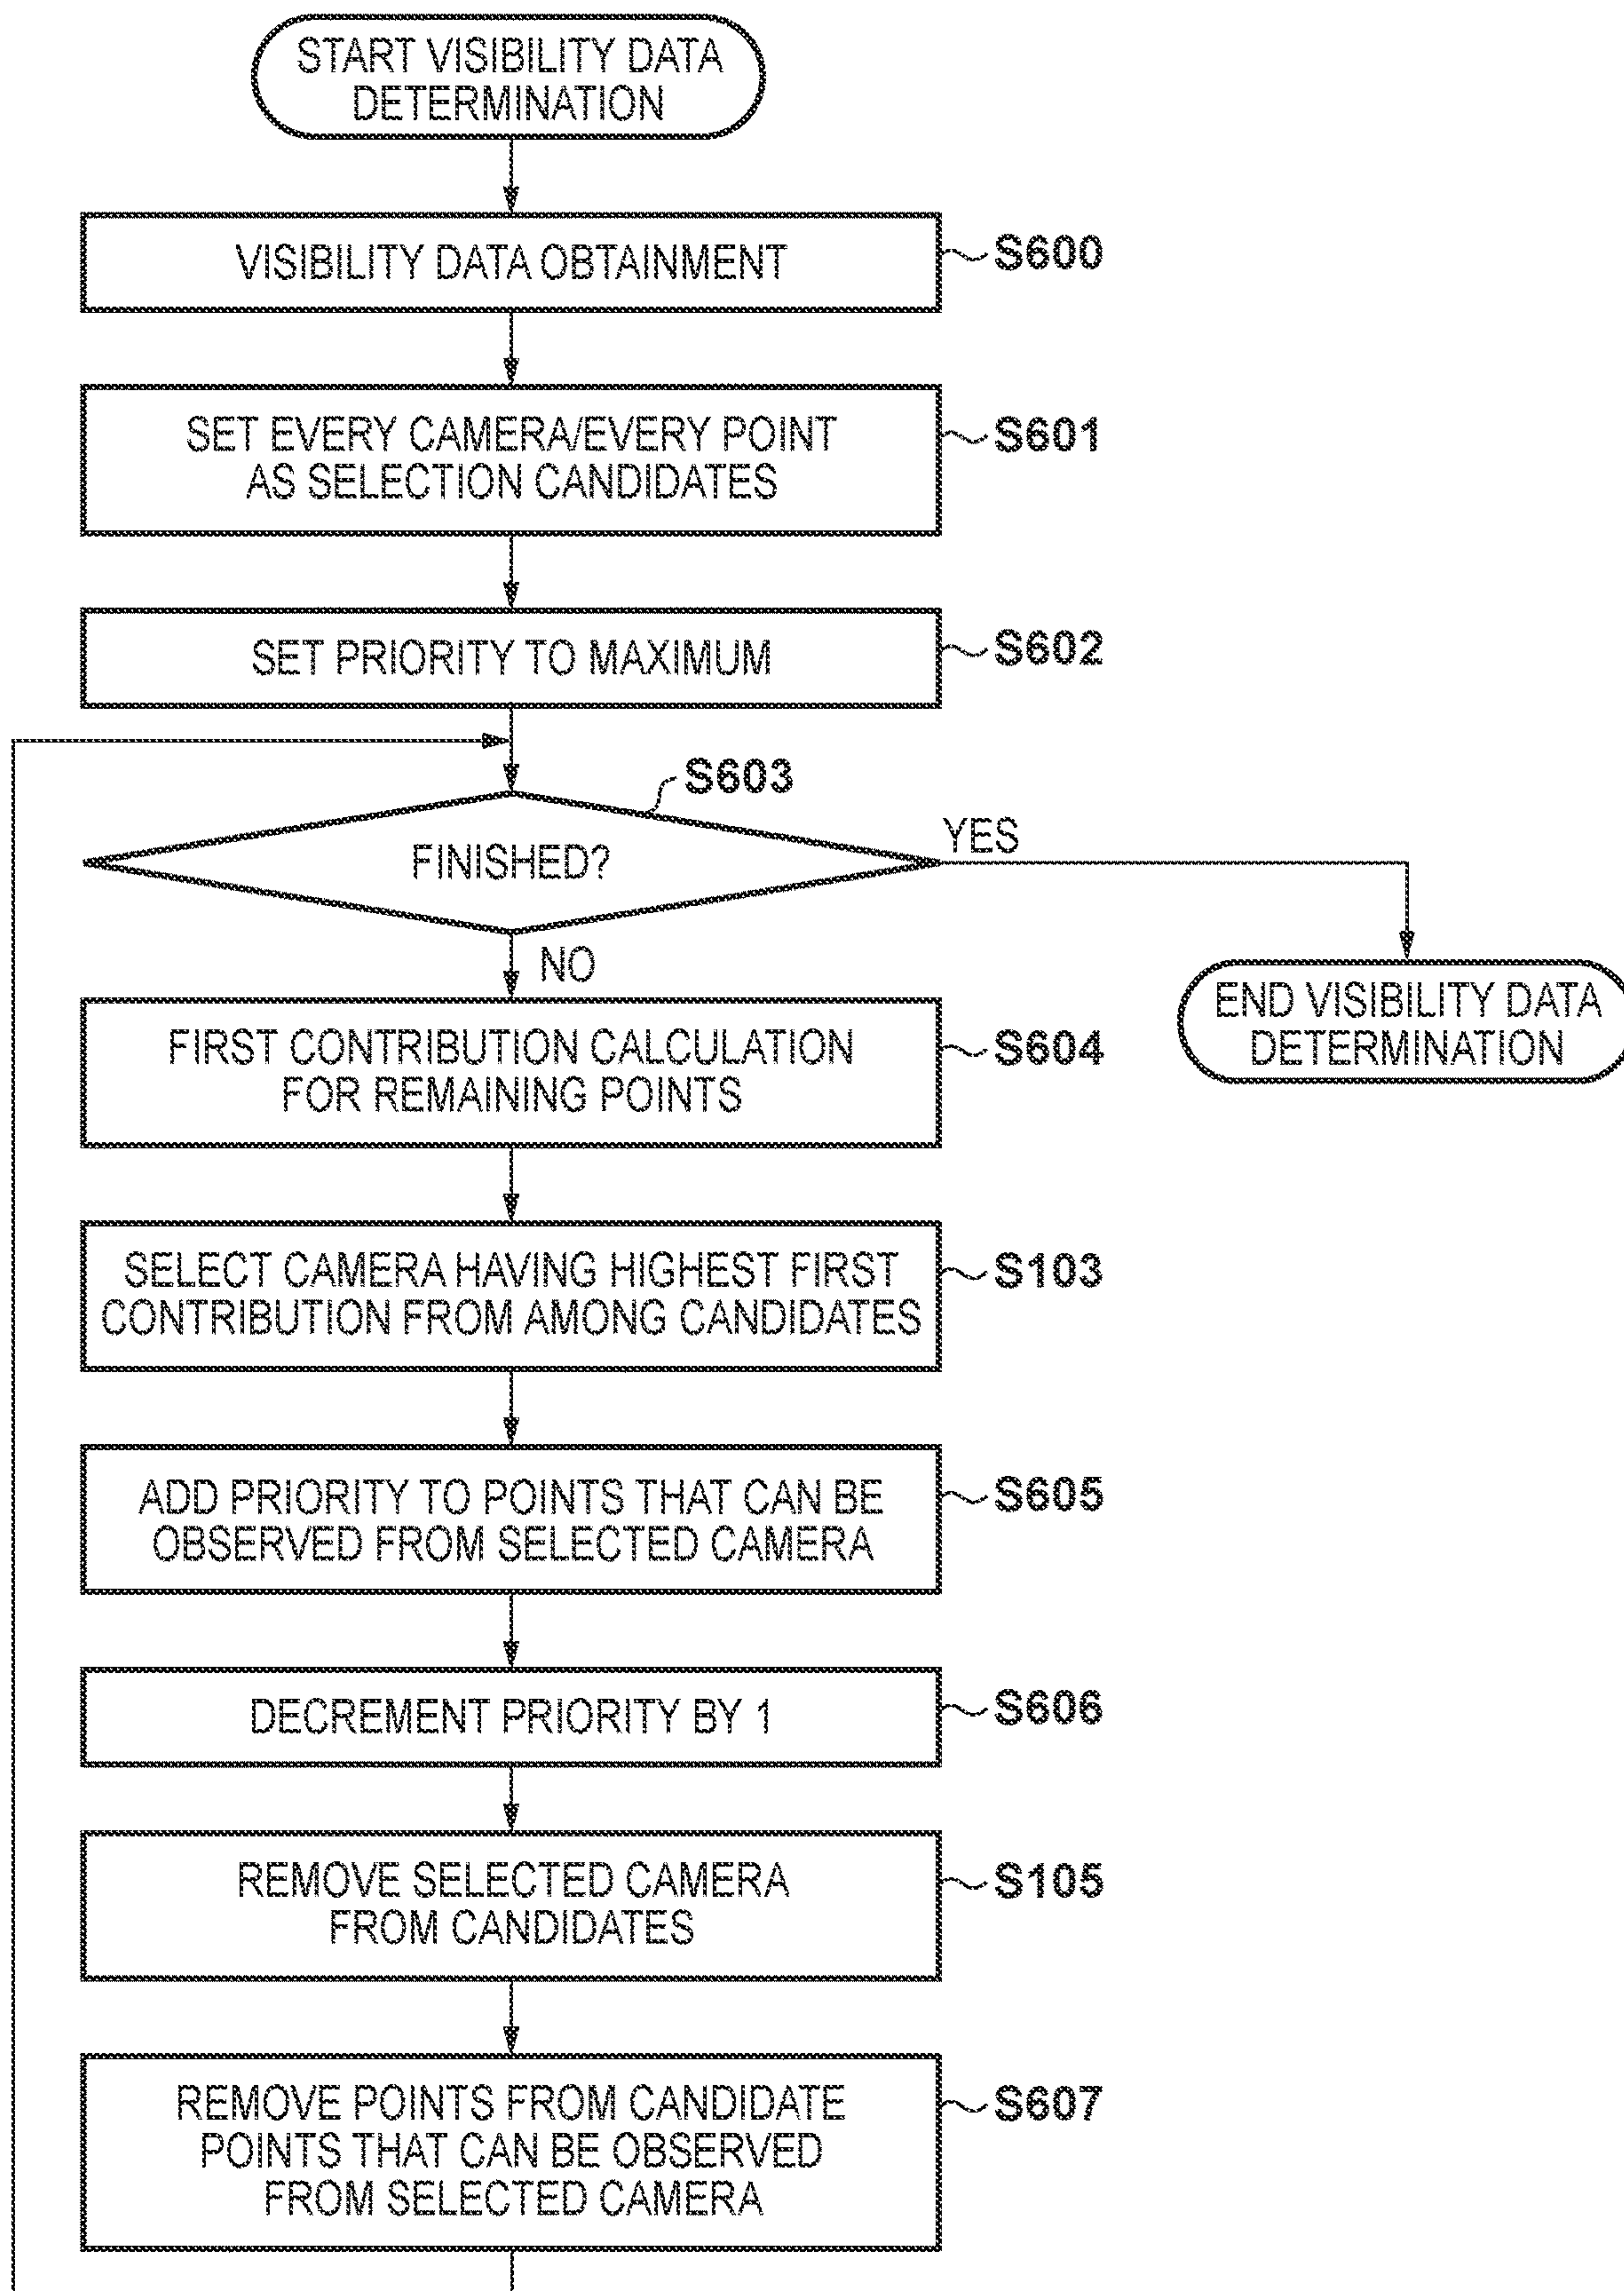 START VISIBILITY DATA
DETERMINATION
VISIBILITY DATA OBTAINMENT
S600
SET EVERY CAMERA/EVERY POINT
AS SELECTION CANDIDATES
S601
SET PRIORITY TO MAXIMUM
S602
S603
FINISHED?
YES
NO
END VISIBILITY DATA
DETERMINATION
FIRST CONTRIBUTION CALCULATION
FOR REMAINING POINTS
S604
SELECT CAMERA HAVING HIGHEST FIRST
CONTRIBUTION FROM AMONG CANDIDATES
S103
ADD PRIORITY TO POINTS THAT CAN BE
OBSERVED FROM SELECTED CAMERA
S605
DECREMENT PRIORITY BY 1
S606
REMOVE SELECTED CAMERA
FROM CANDIDATES
S105
REMOVE POINTS FROM CANDIDATE
POINTS THAT CAN BE OBSERVED
FROM SELECTED CAMERA
S607